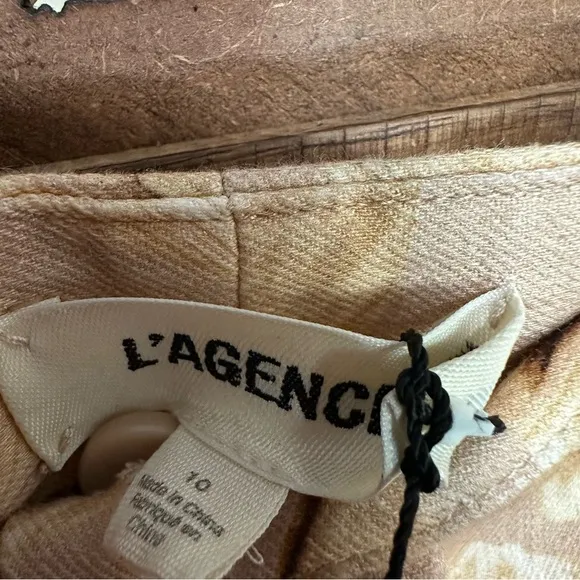 L'AGENCE
10
Made in China
Fabriqué en
Chine